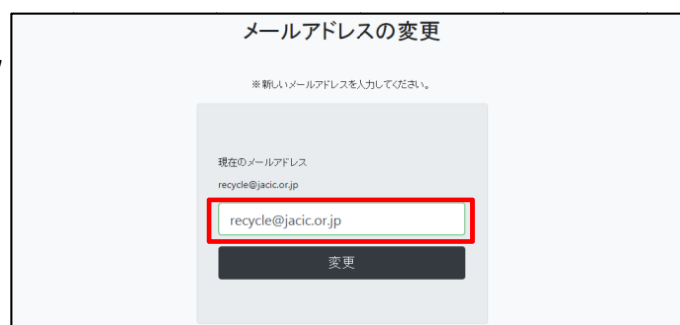 メールアドレスの変更
※新しいメールアドレスを入力してください。
現在のメールアドレス
recycle@jacic.or.jp
recycle@jacic.or.jp
変更